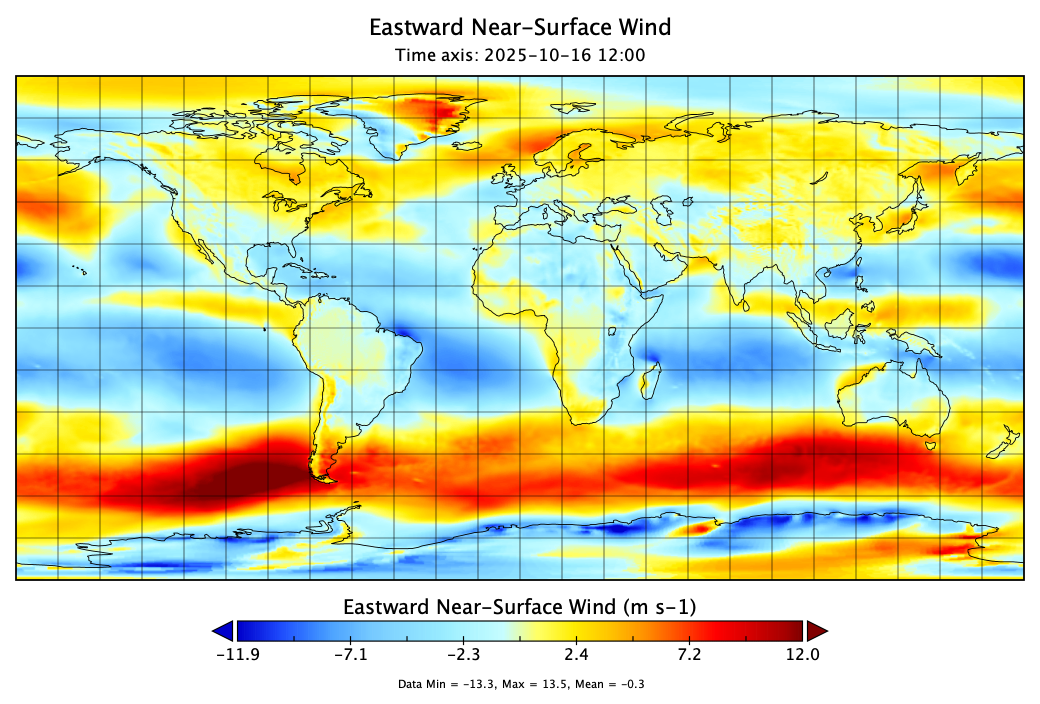 Eastward Near−Surface Wind
Time axis: 2025-10-16 12:00
Eastward Near−Surface Wind (m s-1)
−11.9 −7.1 −2.3 2.4 7.2 12.0
Data Min = −13.3, Max = 13.5, Mean = −0.3